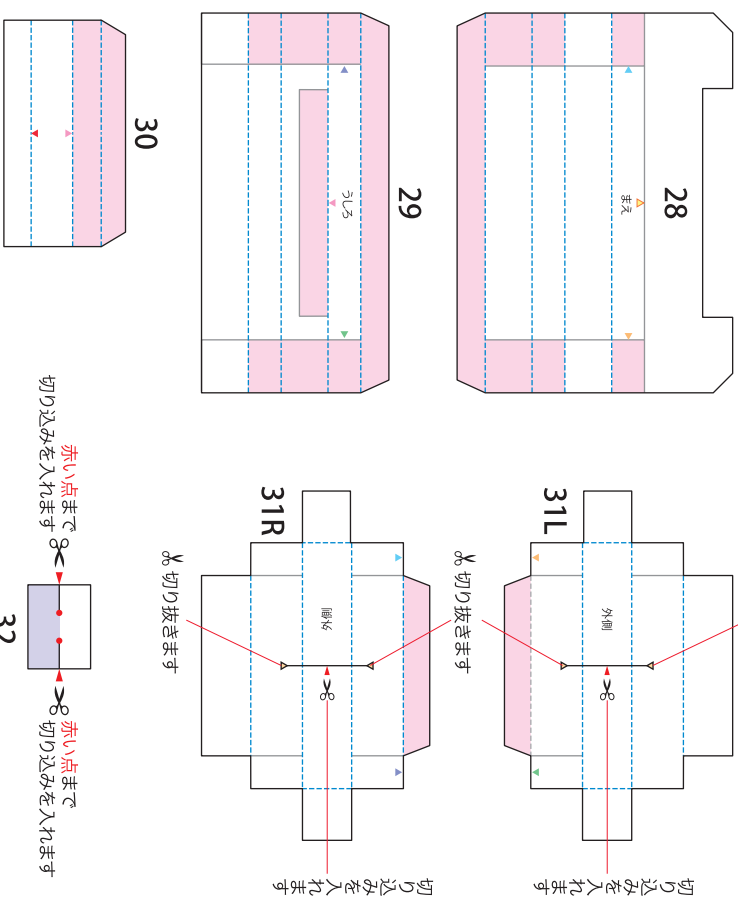 28
まえ
29
うしろ
30
31L
外側
31R
外側
切り抜きます
切り抜きます
切り込みを入れます
切り込みを入れます
赤い点まで
切り込みを入れます
32
赤い点まで
切り込みを入れます